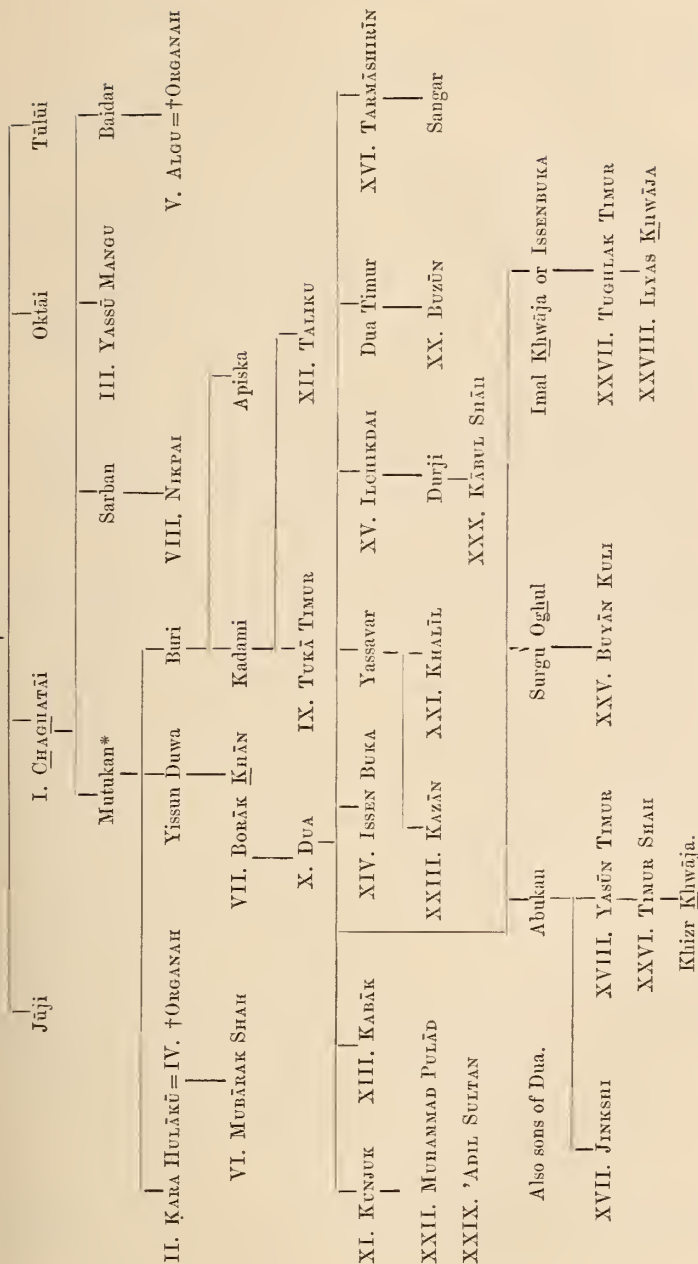 Jūji I. CHAGHATĀI Oktāi Tūlūi
Mutukan* Sarban III. YASSŪ MANGU Baidar
VIII. NIKPAI V. ALGU = †ORGANAH
II. ḲARA HULĀKŪ = IV. †ORGANAH Yissun Duwa Buri
VI. MUBĀRAK SHAH VII. BORĀK KHĀN Kadami Apiska
X. DUA IX. TUKĀ TIMUR XII. TALIKU
XI. KUNJUK XIII. KABĀK XIV. ISSEN BUKA Yassavar XV. ILCHIKDAI Dua Timur XVI. TARMĀSHIRĪN
XXII. MUHAMMAD PULĀD XXIII. KAZĀN XXI. KHALĪL Durji XX. BUZŪN Sangar
XXIX. 'ADIL SULTAN XXX. KĀBUL SHĀH
Also sons of Dua. Abukan Surgu Oghul Imal Khwāja or ISSENBUKA
XVII. JINKSHI XVIII. YASŪN TIMUR XXV. BUYĀN KULI XXVII. TUGHLAK TIMUR
XXVI. TIMUR SHAH XXVIII. ILYAS KHWĀJA
Khizr Khwāja.